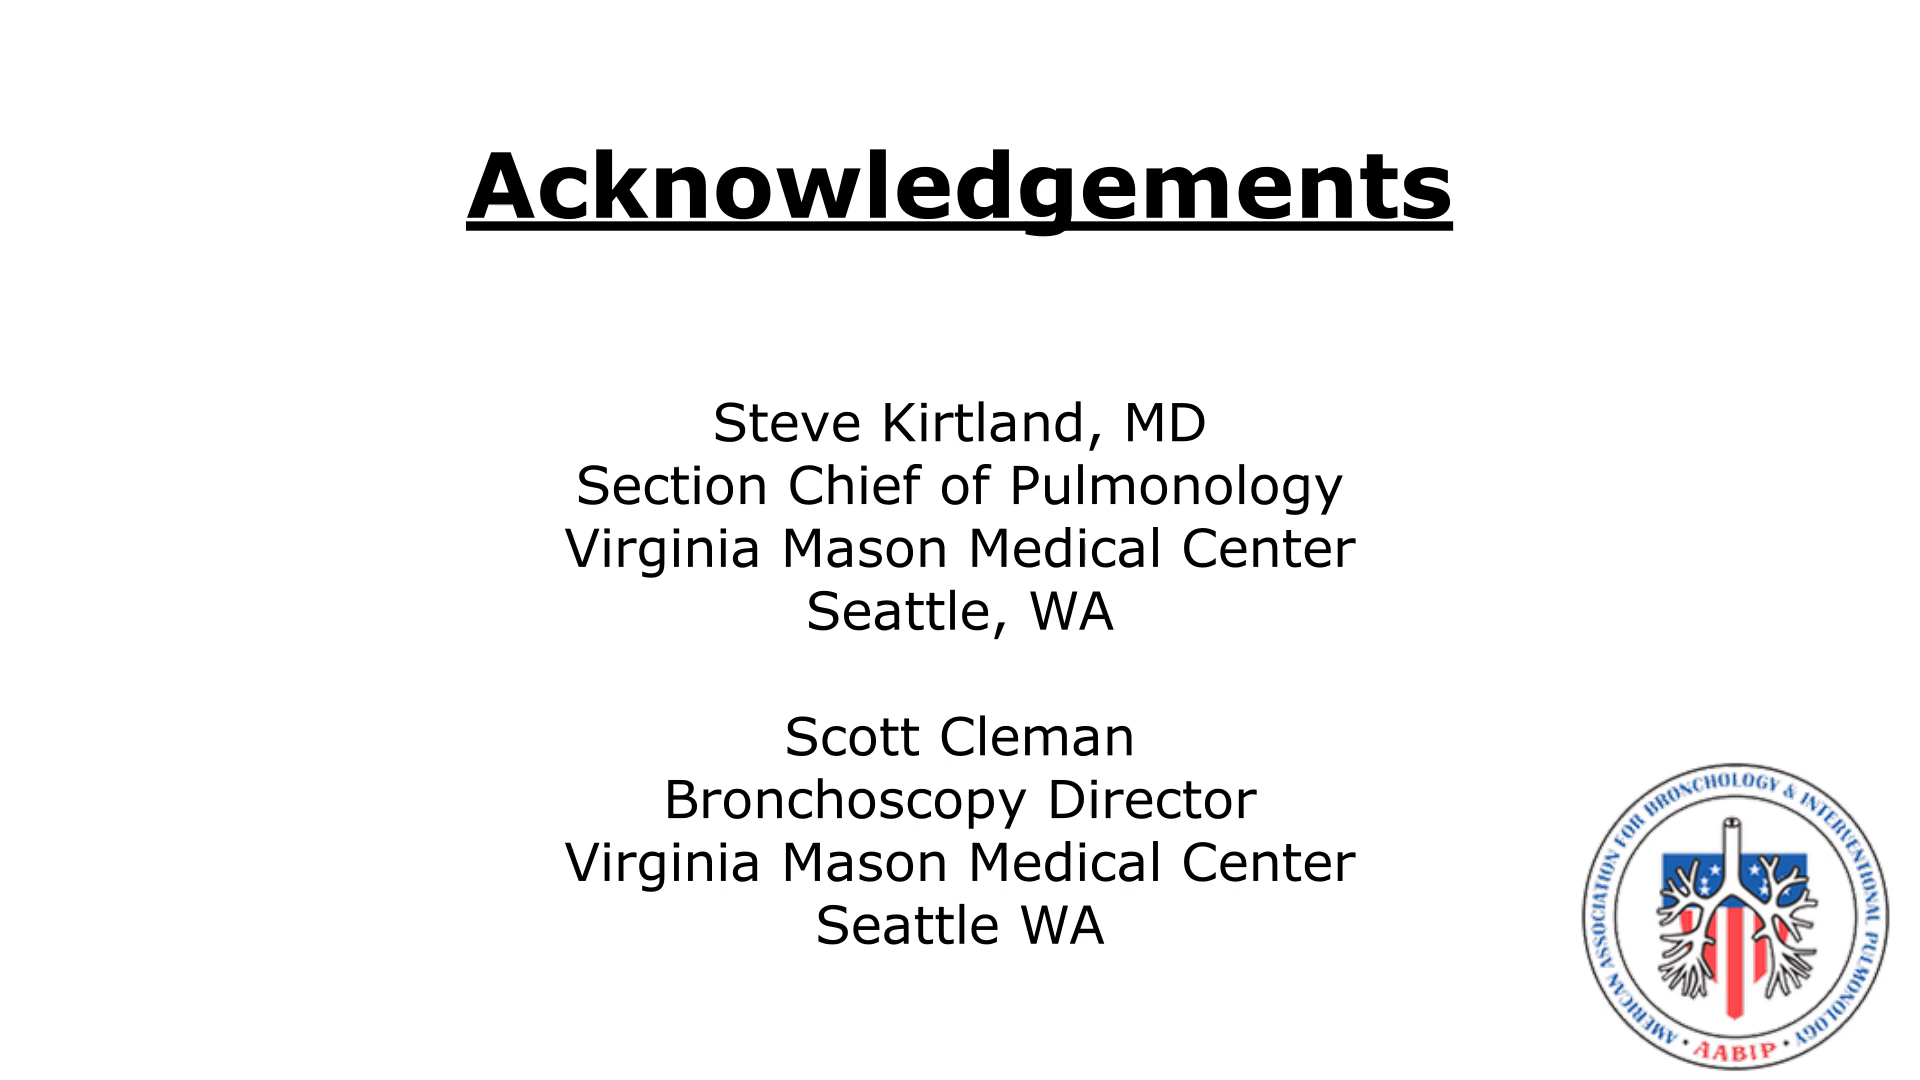 Acknowledgements
Steve Kirtland, MD
Section Chief of Pulmonology
Virginia Mason Medical Center
Seattle, WA
Scott Cleman
Bronchoscopy Director
Virginia Mason Medical Center
Seattle WA
AMERICAN ASSOCIATION FOR BRONCHOLOGY & INTERVENTIONAL PULMONOLOGY
• AABIP •